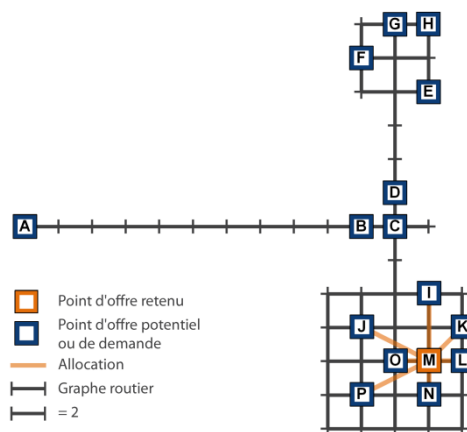 G H
F
E
D
A B C
I
J K
O M L
P N
Point d'offre retenu
Point d'offre potentiel
ou de demande
Allocation
Graphe routier
= 2